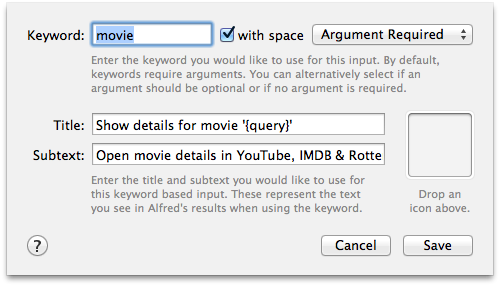 Keyword: movie with space Argument Required
Enter the keyword you would like to use for this input. By default,
keywords require arguments. You can alternatively select if an
argument should be optional or if no argument is required.
Title: Show details for movie '{query}'
Subtext: Open movie details in YouTube, IMDB & Rotte
Enter the title and subtext you would like to use for
this keyword based input. These represent the text
you see in Alfred's results when using the keyword.
Drop an
icon above.
? Cancel Save